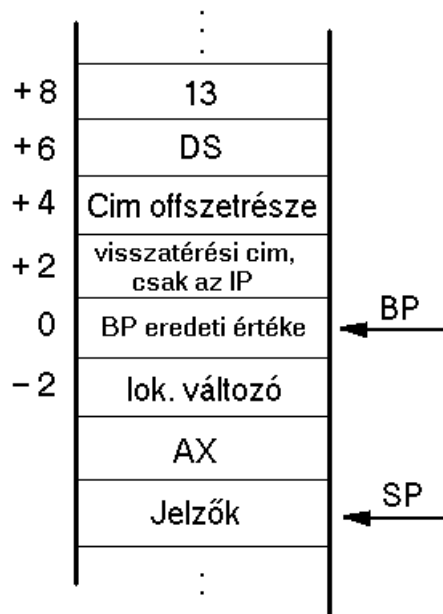 +8 13
+6 DS
+4 Cim offszetrésze
+2 visszatérési cim,
csak az IP
0 BP eredeti értéke BP
−2 lok. változó
AX
Jelzők SP